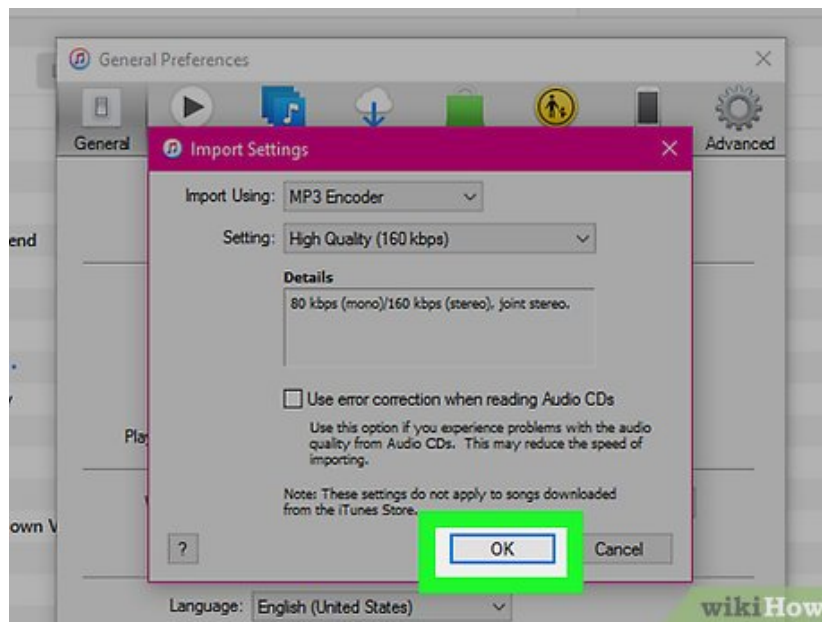 General Preferences
General
Advanced
Import Settings
end
Import Using: MP3 Encoder
Setting: High Quality (160 kbps)
Details
80 kbps (mono)/160 kbps (stereo), joint stereo.
Use error correction when reading Audio CDs
Use this option if you experience problems with the audio
quality from Audio CDs. This may reduce the speed of
importing.
Note: These settings do not apply to songs downloaded
from the iTunes Store.
own V
? OK Cancel
Language: English (United States)
wikiHow